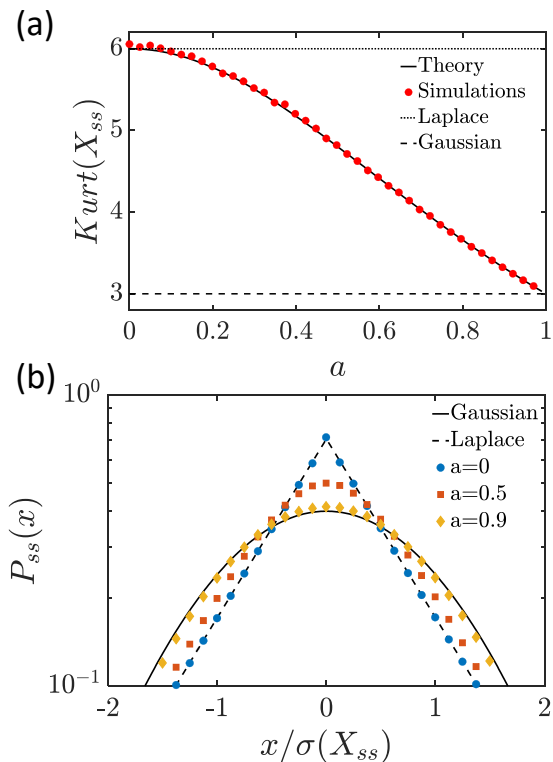 (a)
6
5
4
3
Kurt(X_ss)
Theory
Simulations
Laplace
Gaussian
0 0.2 0.4 0.6 0.8 1
a
(b)
10^0
10^-1
P_ss(x)
Gaussian
Laplace
a=0
a=0.5
a=0.9
-2 -1 0 1 2
x/σ(X_ss)